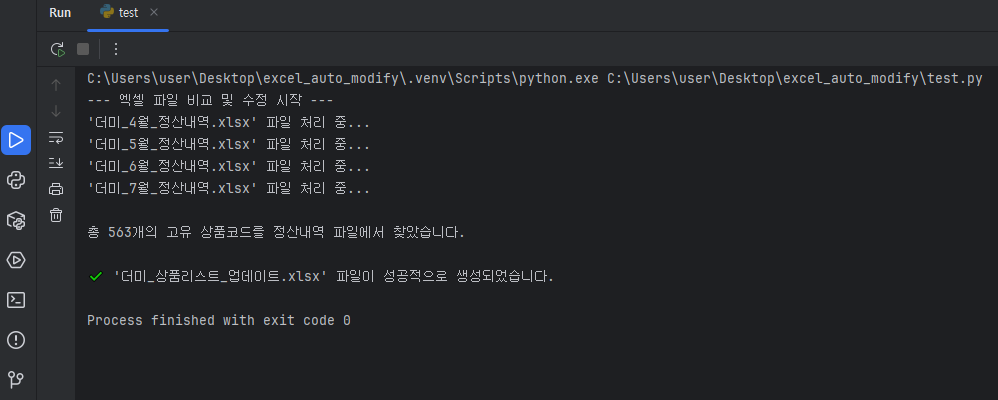 Run
test
C:\Users\user\Desktop\excel_auto_modify\.venv\Scripts\python.exe C:\Users\user\Desktop\excel_auto_modify\test.py
--- 엑셀 파일 비교 및 수정 시작 ---
'더미_4월_정산내역.xlsx' 파일 처리 중...
'더미_5월_정산내역.xlsx' 파일 처리 중...
'더미_6월_정산내역.xlsx' 파일 처리 중...
'더미_7월_정산내역.xlsx' 파일 처리 중...
총 563개의 고유 상품코드를 정산내역 파일에서 찾았습니다.
'더미_상품리스트_업데이트.xlsx' 파일이 성공적으로 생성되었습니다.
Process finished with exit code 0